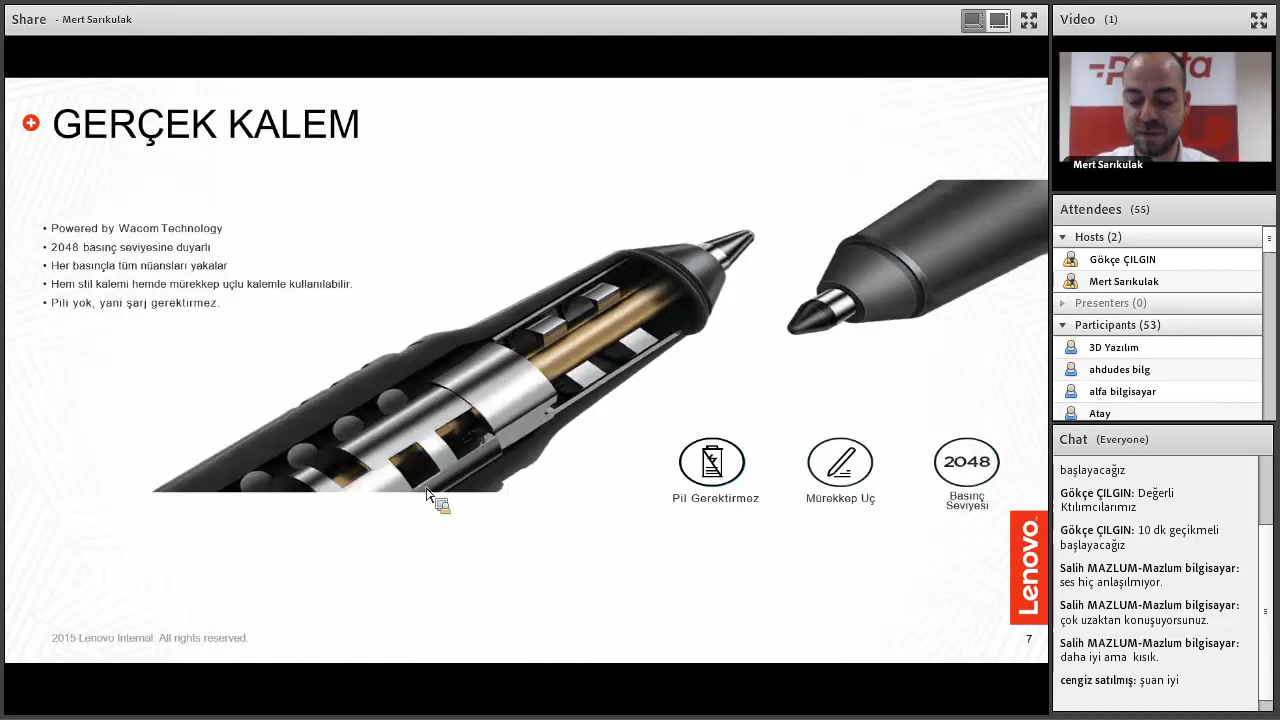 Share - Mert Sarıkulak
GERÇEK KALEM
• Powered by Wacom Technology
• 2048 basınç seviyesine duyarlı
• Her basınçla tüm nüansları yakalar
• Hem stil kalemi hemde mürekkep uçlu kalemle kullanılabilir.
• Pili yok, yani şarj gerektirmez.
2048
Pil Gerektirmez
Mürekkep Uç
Basınç
Seviyesi
Lenovo
2015 Lenovo Internal. All rights reserved.
7
Video (1)
Mert Sarıkulak
Attendees (55)
Hosts (2)
Gökçe ÇILGIN
Mert Sarıkulak
Presenters (0)
Participants (53)
3D Yazılım
ahdudes bilg
alfa bilgisayar
Atay
Chat (Everyone)
başlayacağız
Gökçe ÇILGIN: Değerli
Ktılımcılarımız
Gökçe ÇILGIN: 10 dk geçikmeli
başlayacağız
Salih MAZLUM-Mazlum bilgisayar:
ses hiç anlaşılmıyor.
Salih MAZLUM-Mazlum bilgisayar:
çok uzaktan konuşuyorsunuz.
Salih MAZLUM-Mazlum bilgisayar:
daha iyi ama kısık.
cengiz satılmış: şuan iyi